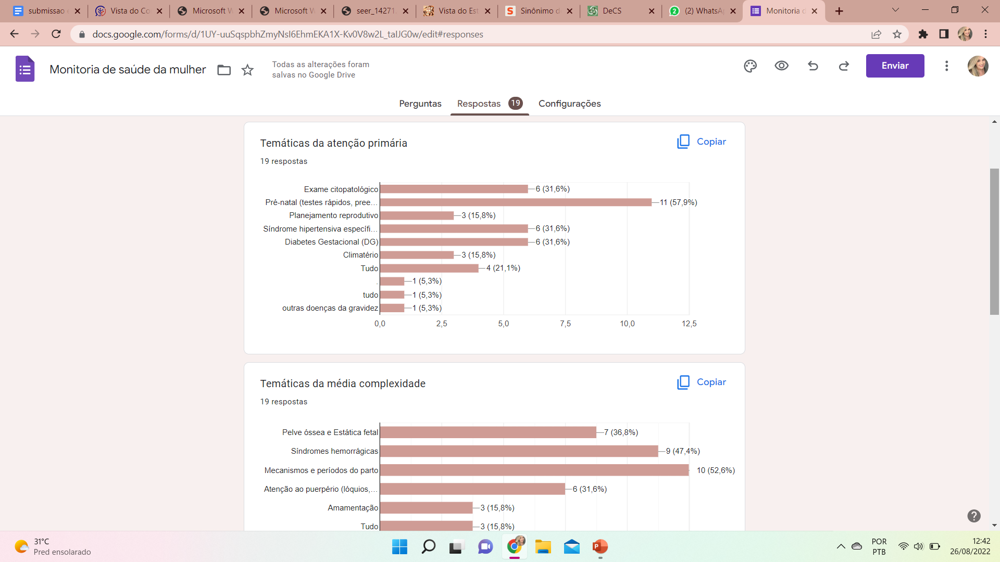 submissao e
Vista do Co
Microsoft W
Microsoft W
seer_14271.
Vista do Est
Sinônimo d
DeCS
(2) WhatsAp
Monitoria d
docs.google.com/forms/d/1UY-uuSqspbhZmyNsI6EhmEKA1X-Kv0V8w2L_taIJG0w/edit#responses
Monitoria de saúde da mulher
Todas as alterações foram
salvas no Google Drive
Enviar
Perguntas
Respostas 19
Configurações
Temáticas da atenção primária
Copiar
19 respostas
Exame citopatológico 6 (31,6%)
Pré-natal (testes rápidos, pree… 11 (57,9%)
Planejamento reprodutivo 3 (15,8%)
Síndrome hipertensiva específi… 6 (31,6%)
Diabetes Gestacional (DG) 6 (31,6%)
Climatério 3 (15,8%)
Tudo 4 (21,1%)
. 1 (5,3%)
tudo 1 (5,3%)
outras doenças da gravidez 1 (5,3%)
0,0 2,5 5,0 7,5 10,0 12,5
Temáticas da média complexidade
Copiar
19 respostas
Pelve óssea e Estática fetal 7 (36,8%)
Síndromes hemorrágicas 9 (47,4%)
Mecanismos e períodos do parto 10 (52,6%)
Atenção ao puerpério (lóquios,… 6 (31,6%)
Amamentação 3 (15,8%)
Tudo 3 (15,8%)
31°C
Pred ensolarado
POR
PTB
12:42
26/08/2022